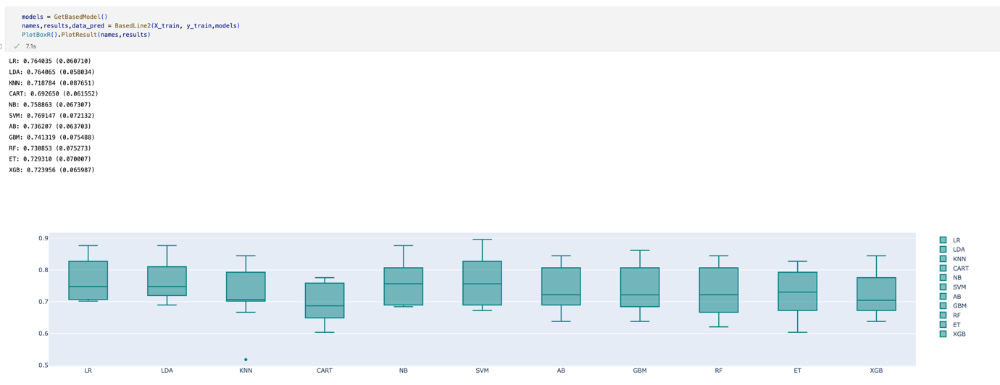 models = GetBasedModel()
names,results,data_pred = BasedLine2(X_train, y_train,models)
PlotBoxR().PlotResult(names,results)
7.1s
LR: 0.764035 (0.060710)
LDA: 0.764065 (0.058034)
KNN: 0.718784 (0.087651)
CART: 0.692650 (0.061552)
NB: 0.758863 (0.067307)
SVM: 0.769147 (0.072132)
AB: 0.736207 (0.063703)
GBM: 0.741319 (0.075488)
RF: 0.730853 (0.075273)
ET: 0.729310 (0.070007)
XGB: 0.723956 (0.065987)
0.9
0.8
0.7
0.6
0.5
LR LDA KNN CART NB SVM AB GBM RF ET XGB
LR
LDA
KNN
CART
NB
SVM
AB
GBM
RF
ET
XGB